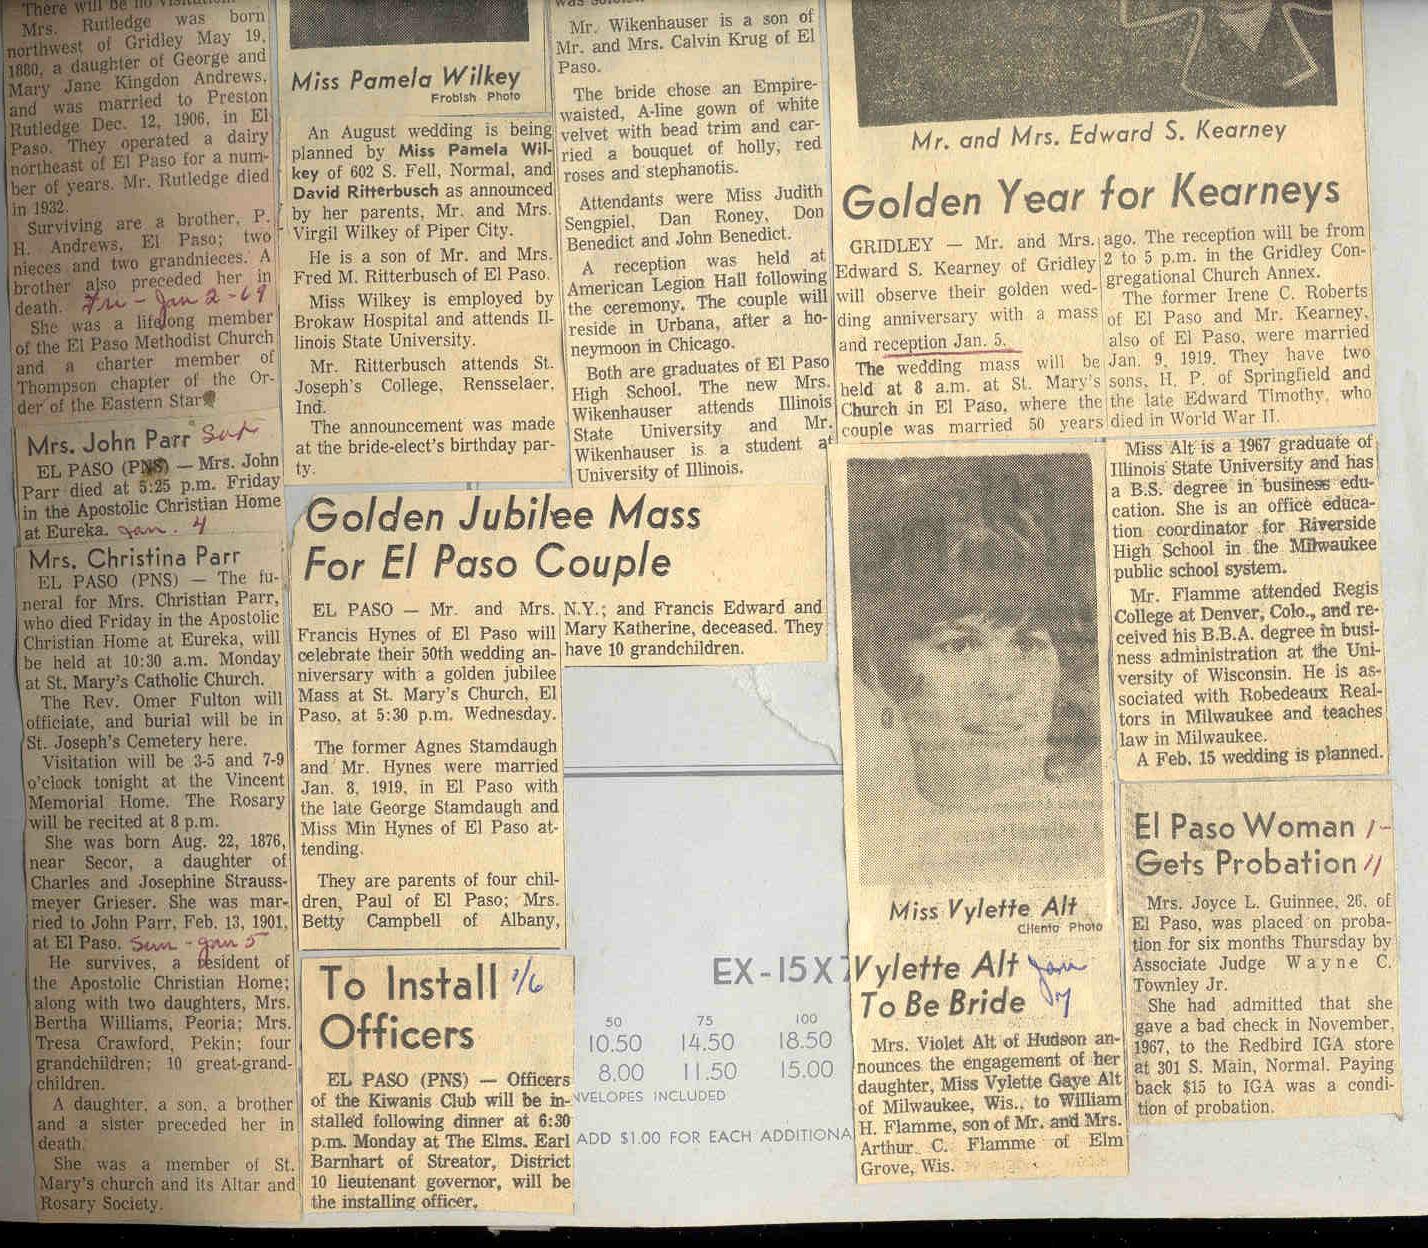 There will be no visitation.
Mrs. Rutledge was born
northwest of Gridley May 19,
1880, a daughter of George and
Mary Jane Kingdon Andrews,
and was married to Preston
Rutledge Dec. 12, 1906, in El
Paso. They operated a dairy
northeast of El Paso for a num-
ber of years. Mr. Rutledge died
in 1932.
Surviving are a brother, P.
H. Andrews, El Paso; two
nieces and two grandnieces. A
brother also preceded her in
death. Fri - Jan 2 - 69
She was a lifelong member
of the El Paso Methodist Church
and a charter member of
Thompson chapter of the Or-
der of the Eastern Star
Mrs. John Parr Sat
EL PASO (PNS) — Mrs. John
Parr died at 5:25 p.m. Friday
in the Apostolic Christian Home
at Eureka. Jan. 4
Mrs. Christina Parr
EL PASO (PNS) — The fu-
neral for Mrs. Christian Parr,
who died Friday in the Apostolic
Christian Home at Eureka, will
be held at 10:30 a.m. Monday
at St. Mary's Catholic Church.
The Rev. Omer Fulton will
officiate, and burial will be in
St. Joseph's Cemetery here.
Visitation will be 3-5 and 7-9
o'clock tonight at the Vincent
Memorial Home. The Rosary
will be recited at 8 p.m.
She was born Aug. 22, 1876,
near Secor, a daughter of
Charles and Josephine Strauss-
meyer Grieser. She was mar-
ried to John Parr, Feb. 13, 1901,
at El Paso. Sun - Jan 5
He survives, a resident of
the Apostolic Christian Home;
along with two daughters, Mrs.
Bertha Williams, Peoria; Mrs.
Tresa Crawford, Pekin; four
grandchildren; 10 great-grand-
children.
A daughter, a son, a brother
and a sister preceded her in
death.
She was a member of St.
Mary's church and its Altar and
Rosary Society.
Miss Pamela Wilkey
Frobish Photo
An August wedding is being
planned by Miss Pamela Wil-
key of 602 S. Fell, Normal, and
David Ritterbusch as announced
by her parents, Mr. and Mrs.
Virgil Wilkey of Piper City.
He is a son of Mr. and Mrs.
Fred M. Ritterbusch of El Paso.
Miss Wilkey is employed by
Brokaw Hospital and attends Il-
linois State University.
Mr. Ritterbusch attends St.
Joseph's College, Rensselaer,
Ind.
The announcement was made
at the bride-elect's birthday par-
ty.
Mr. Wikenhauser is a son of
Mr. and Mrs. Calvin Krug of El
Paso.
The bride chose an Empire-
waisted, A-line gown of white
velvet with bead trim and car-
ried a bouquet of holly, red
roses and stephanotis.
Attendants were Miss Judith
Sengpiel, Dan Roney, Don
Benedict and John Benedict.
A reception was held at
American Legion Hall following
the ceremony. The couple will
reside in Urbana, after a ho-
neymoon in Chicago.
Both are graduates of El Paso
High School. The new Mrs.
Wikenhauser attends Illinois
State University and Mr.
Wikenhauser is a student at
University of Illinois.
Golden Jubilee Mass
For El Paso Couple
EL PASO — Mr. and Mrs.
Francis Hynes of El Paso will
celebrate their 50th wedding an-
niversary with a golden jubilee
Mass at St. Mary's Church, El
Paso, at 5:30 p.m. Wednesday.
The former Agnes Stamdaugh
and Mr. Hynes were married
Jan. 8, 1919, in El Paso with
the late George Stamdaugh and
Miss Min Hynes of El Paso at-
tending.
They are parents of four chil-
dren, Paul of El Paso; Mrs.
Betty Campbell of Albany,
N.Y.; and Francis Edward and
Mary Katherine, deceased. They
have 10 grandchildren.
To Install 1/6
Officers
EL PASO (PNS) — Officers
of the Kiwanis Club will be in-
stalled following dinner at 6:30
p.m. Monday at The Elms. Earl
Barnhart of Streator, District
10 lieutenant governor, will be
the installing officer.
EX-15X7
50 75 100
10.50 14.50 18.50
8.00 11.50 15.00
NVELOPES INCLUDED
ADD $1.00 FOR EACH ADDITIONA
Mr. and Mrs. Edward S. Kearney
Golden Year for Kearneys
GRIDLEY — Mr. and Mrs.
Edward S. Kearney of Gridley
will observe their golden wed-
ding anniversary with a mass
and reception Jan. 5.
The wedding mass will be
held at 8 a.m. at St. Mary's
Church in El Paso, where the
couple was married 50 years
ago. The reception will be from
2 to 5 p.m. in the Gridley Con-
gregational Church Annex.
The former Irene C. Roberts
of El Paso and Mr. Kearney,
also of El Paso, were married
Jan. 9, 1919. They have two
sons, H. P. of Springfield and
the late Edward Timothy, who
died in World War II.
Miss Vylette Alt
Cliento Photo
Vylette Alt Jan
To Be Bride 7
Mrs. Violet Alt of Hudson an-
nounces the engagement of her
daughter, Miss Vylette Gaye Alt
of Milwaukee, Wis., to William
H. Flamme, son of Mr. and Mrs.
Arthur C. Flamme of Elm
Grove, Wis.
Miss Alt is a 1967 graduate of
Illinois State University and has
a B.S. degree in business edu-
cation. She is an office educa-
tion coordinator for Riverside
High School in the Milwaukee
public school system.
Mr. Flamme attended Regis
College at Denver, Colo., and re-
ceived his B.B.A. degree in busi-
ness administration at the Uni-
versity of Wisconsin. He is as-
sociated with Robedeaux Real-
tors in Milwaukee and teaches
law in Milwaukee.
A Feb. 15 wedding is planned.
El Paso Woman 1-
Gets Probation 11
Mrs. Joyce L. Guinnee, 26, of
El Paso, was placed on proba-
tion for six months Thursday by
Associate Judge Wayne C.
Townley Jr.
She had admitted that she
gave a bad check in November,
1967, to the Redbird IGA store
at 301 S. Main, Normal. Paying
back $15 to IGA was a condi-
tion of probation.